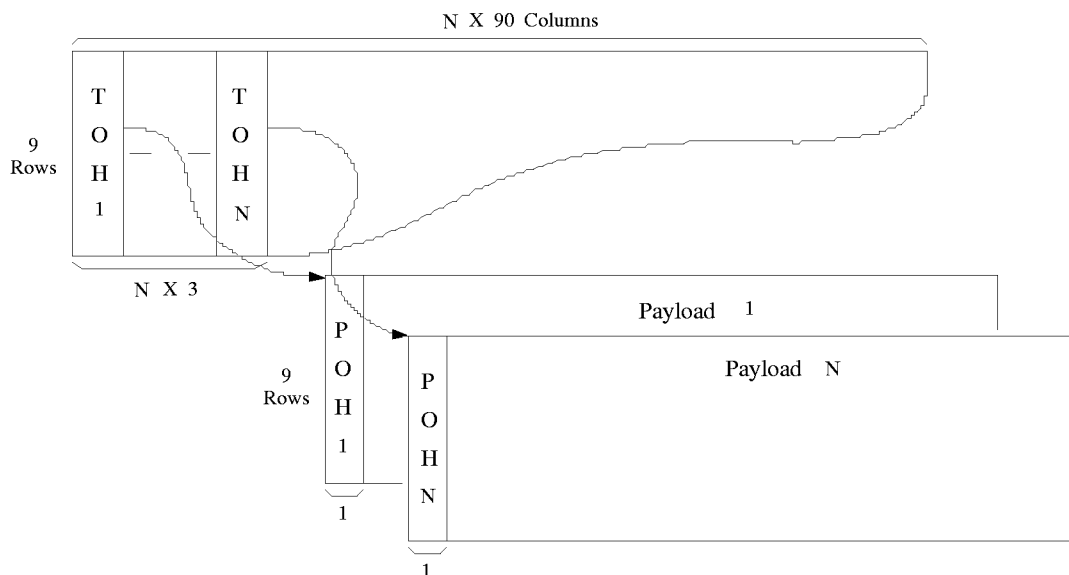 N X 90 Columns
T O H 1
T O H N
9
Rows
N X 3
Payload 1
P O H 1
9
Rows
Payload N
P O H N
1
1